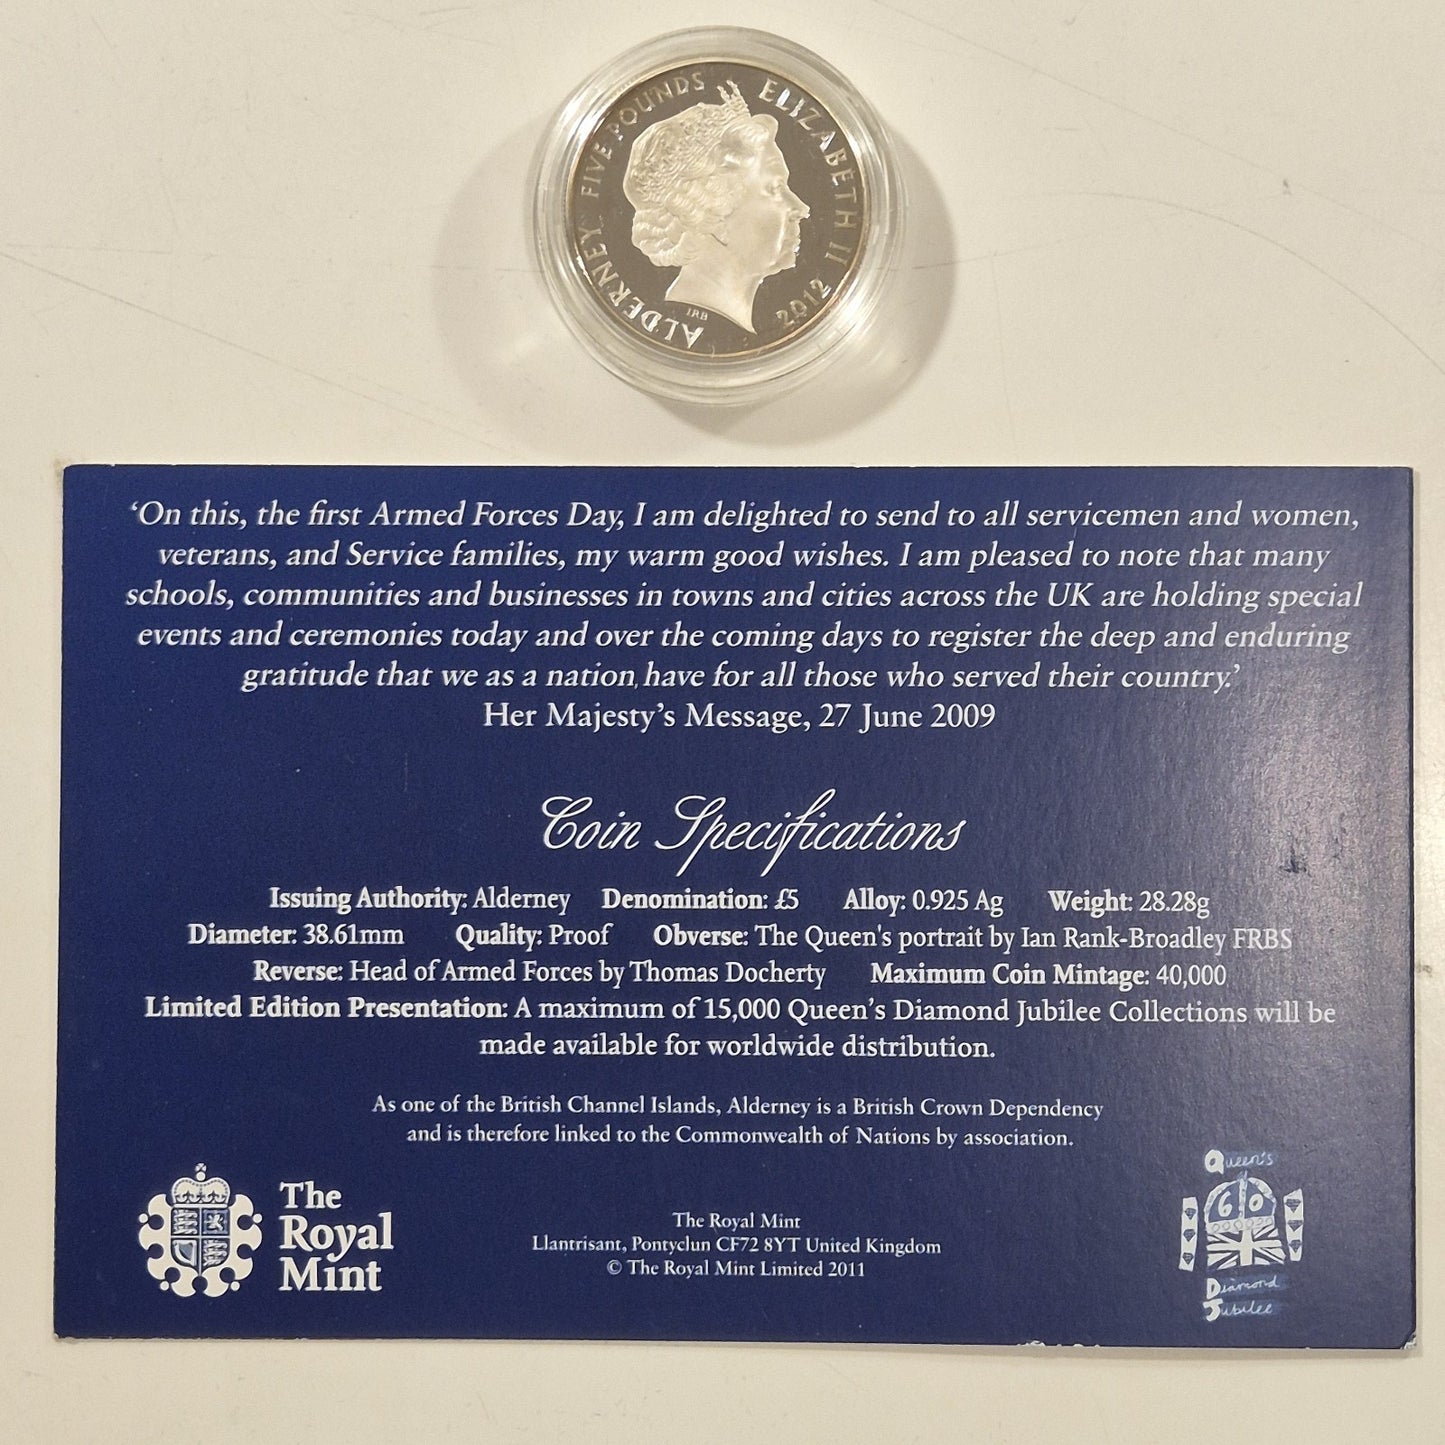 ALDERNEY FIVE POUNDS ELIZABETH II 2012
IRB
‘On this, the first Armed Forces Day, I am delighted to send to all servicemen and women,
veterans, and Service families, my warm good wishes. I am pleased to note that many
schools, communities and businesses in towns and cities across the UK are holding special
events and ceremonies today and over the coming days to register the deep and enduring
gratitude that we as a nation, have for all those who served their country.’
Her Majesty’s Message, 27 June 2009
Coin Specifications
Issuing Authority: Alderney Denomination: £5 Alloy: 0.925 Ag Weight: 28.28g
Diameter: 38.61mm Quality: Proof Obverse: The Queen's portrait by Ian Rank-Broadley FRBS
Reverse: Head of Armed Forces by Thomas Docherty Maximum Coin Mintage: 40,000
Limited Edition Presentation: A maximum of 15,000 Queen’s Diamond Jubilee Collections will be
made available for worldwide distribution.
As one of the British Channel Islands, Alderney is a British Crown Dependency
and is therefore linked to the Commonwealth of Nations by association.
The
Royal
Mint
The Royal Mint
Llantrisant, Pontyclun CF72 8YT United Kingdom
© The Royal Mint Limited 2011
Queen's
60
Diamond
Jubilee